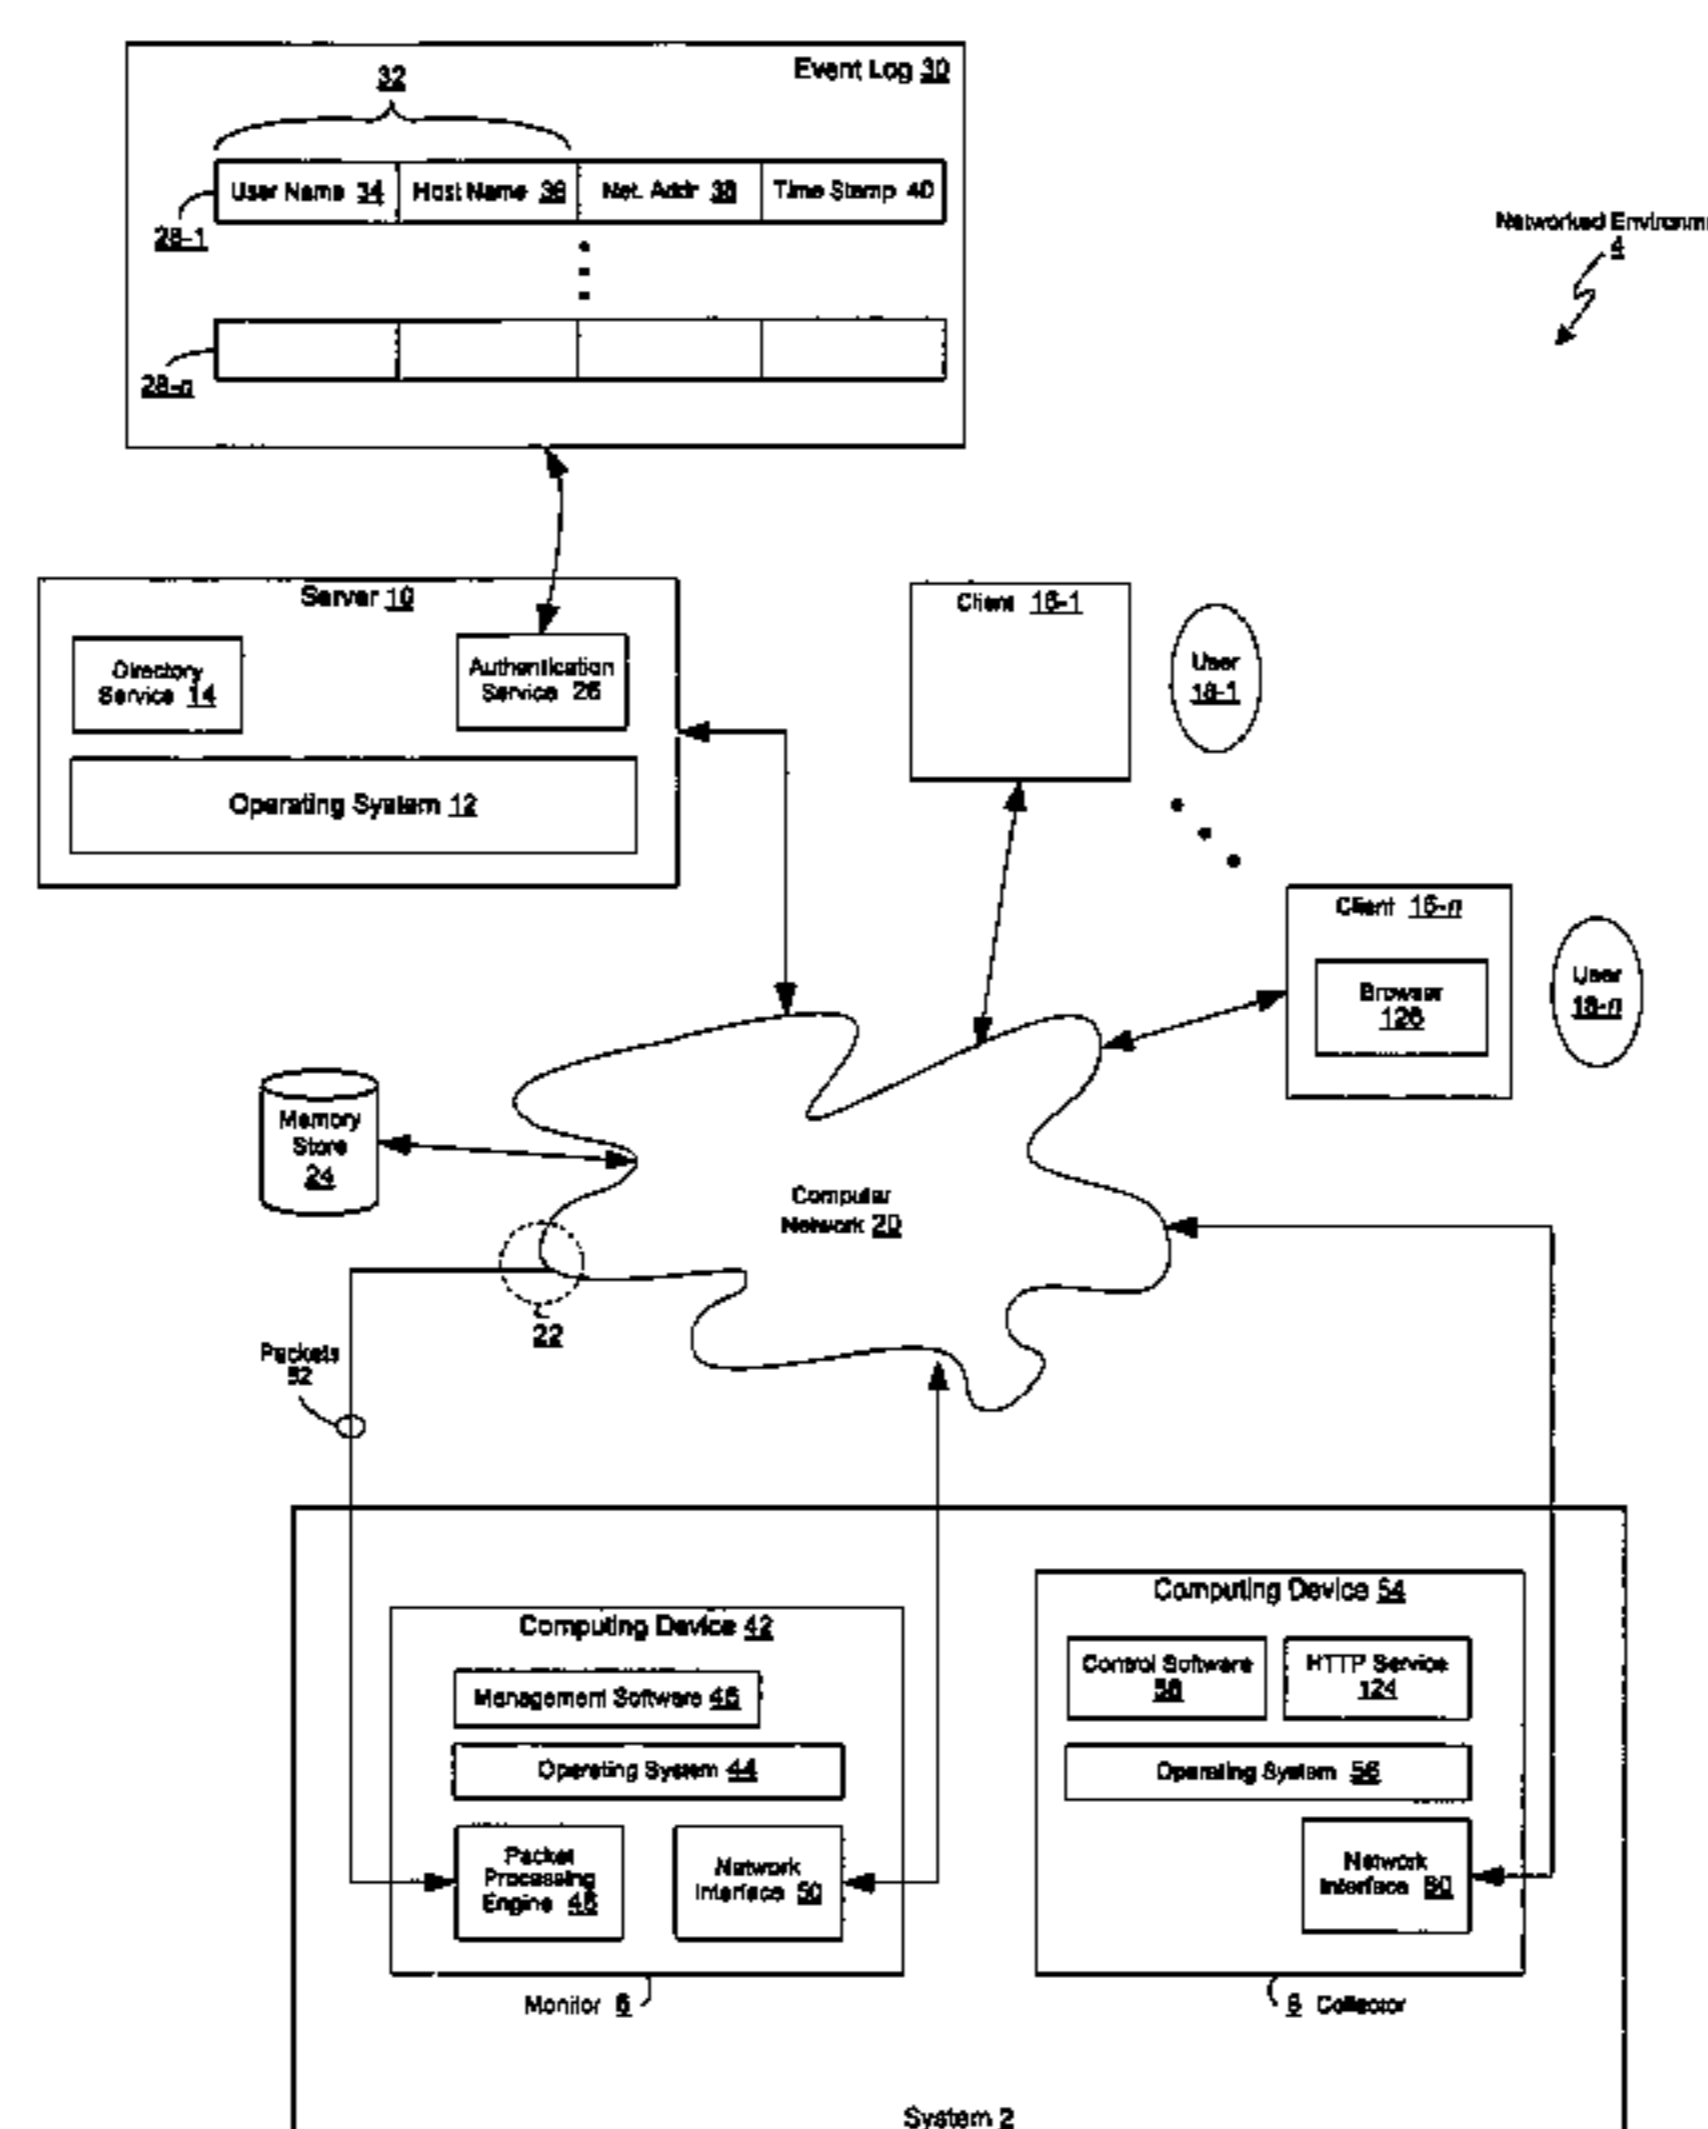 Event Log 30
32
User Name 34 Host Name 36 Net. Addr 38 Time Stamp 40
28-1
28-n
Networked Environm
4
Server 10
Directory
Service 14
Authentication
Service 26
Operating System 12
Client 16-1
User
18-1
Client 16-n
Browser
126
User
18-n
Memory
Store
24
Computer
Network 20
22
Packets
52
Computing Device 42
Management Software 46
Operating System 44
Packet
Processing
Engine 48
Network
Interface 50
Monitor 6
Computing Device 54
Control Software
58
HTTP Service
124
Operating System 56
Network
Interface 60
8 Collector
System 2